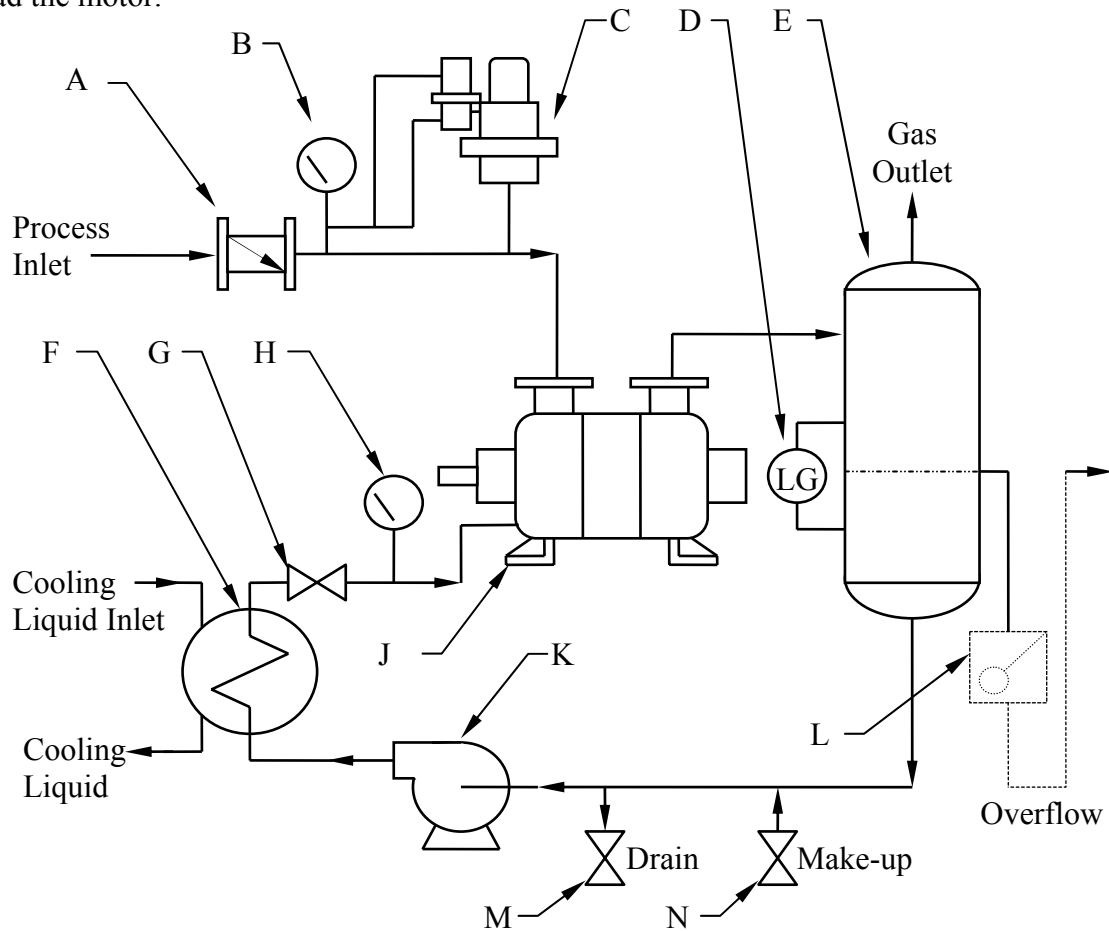 ad the motor.
B
C
D
E
A
Gas
Outlet
Process
Inlet
F
G
H
LG
Cooling
Liquid Inlet
J
K
L
Cooling
Liquid
Overflow
Drain
Make-up
M
N